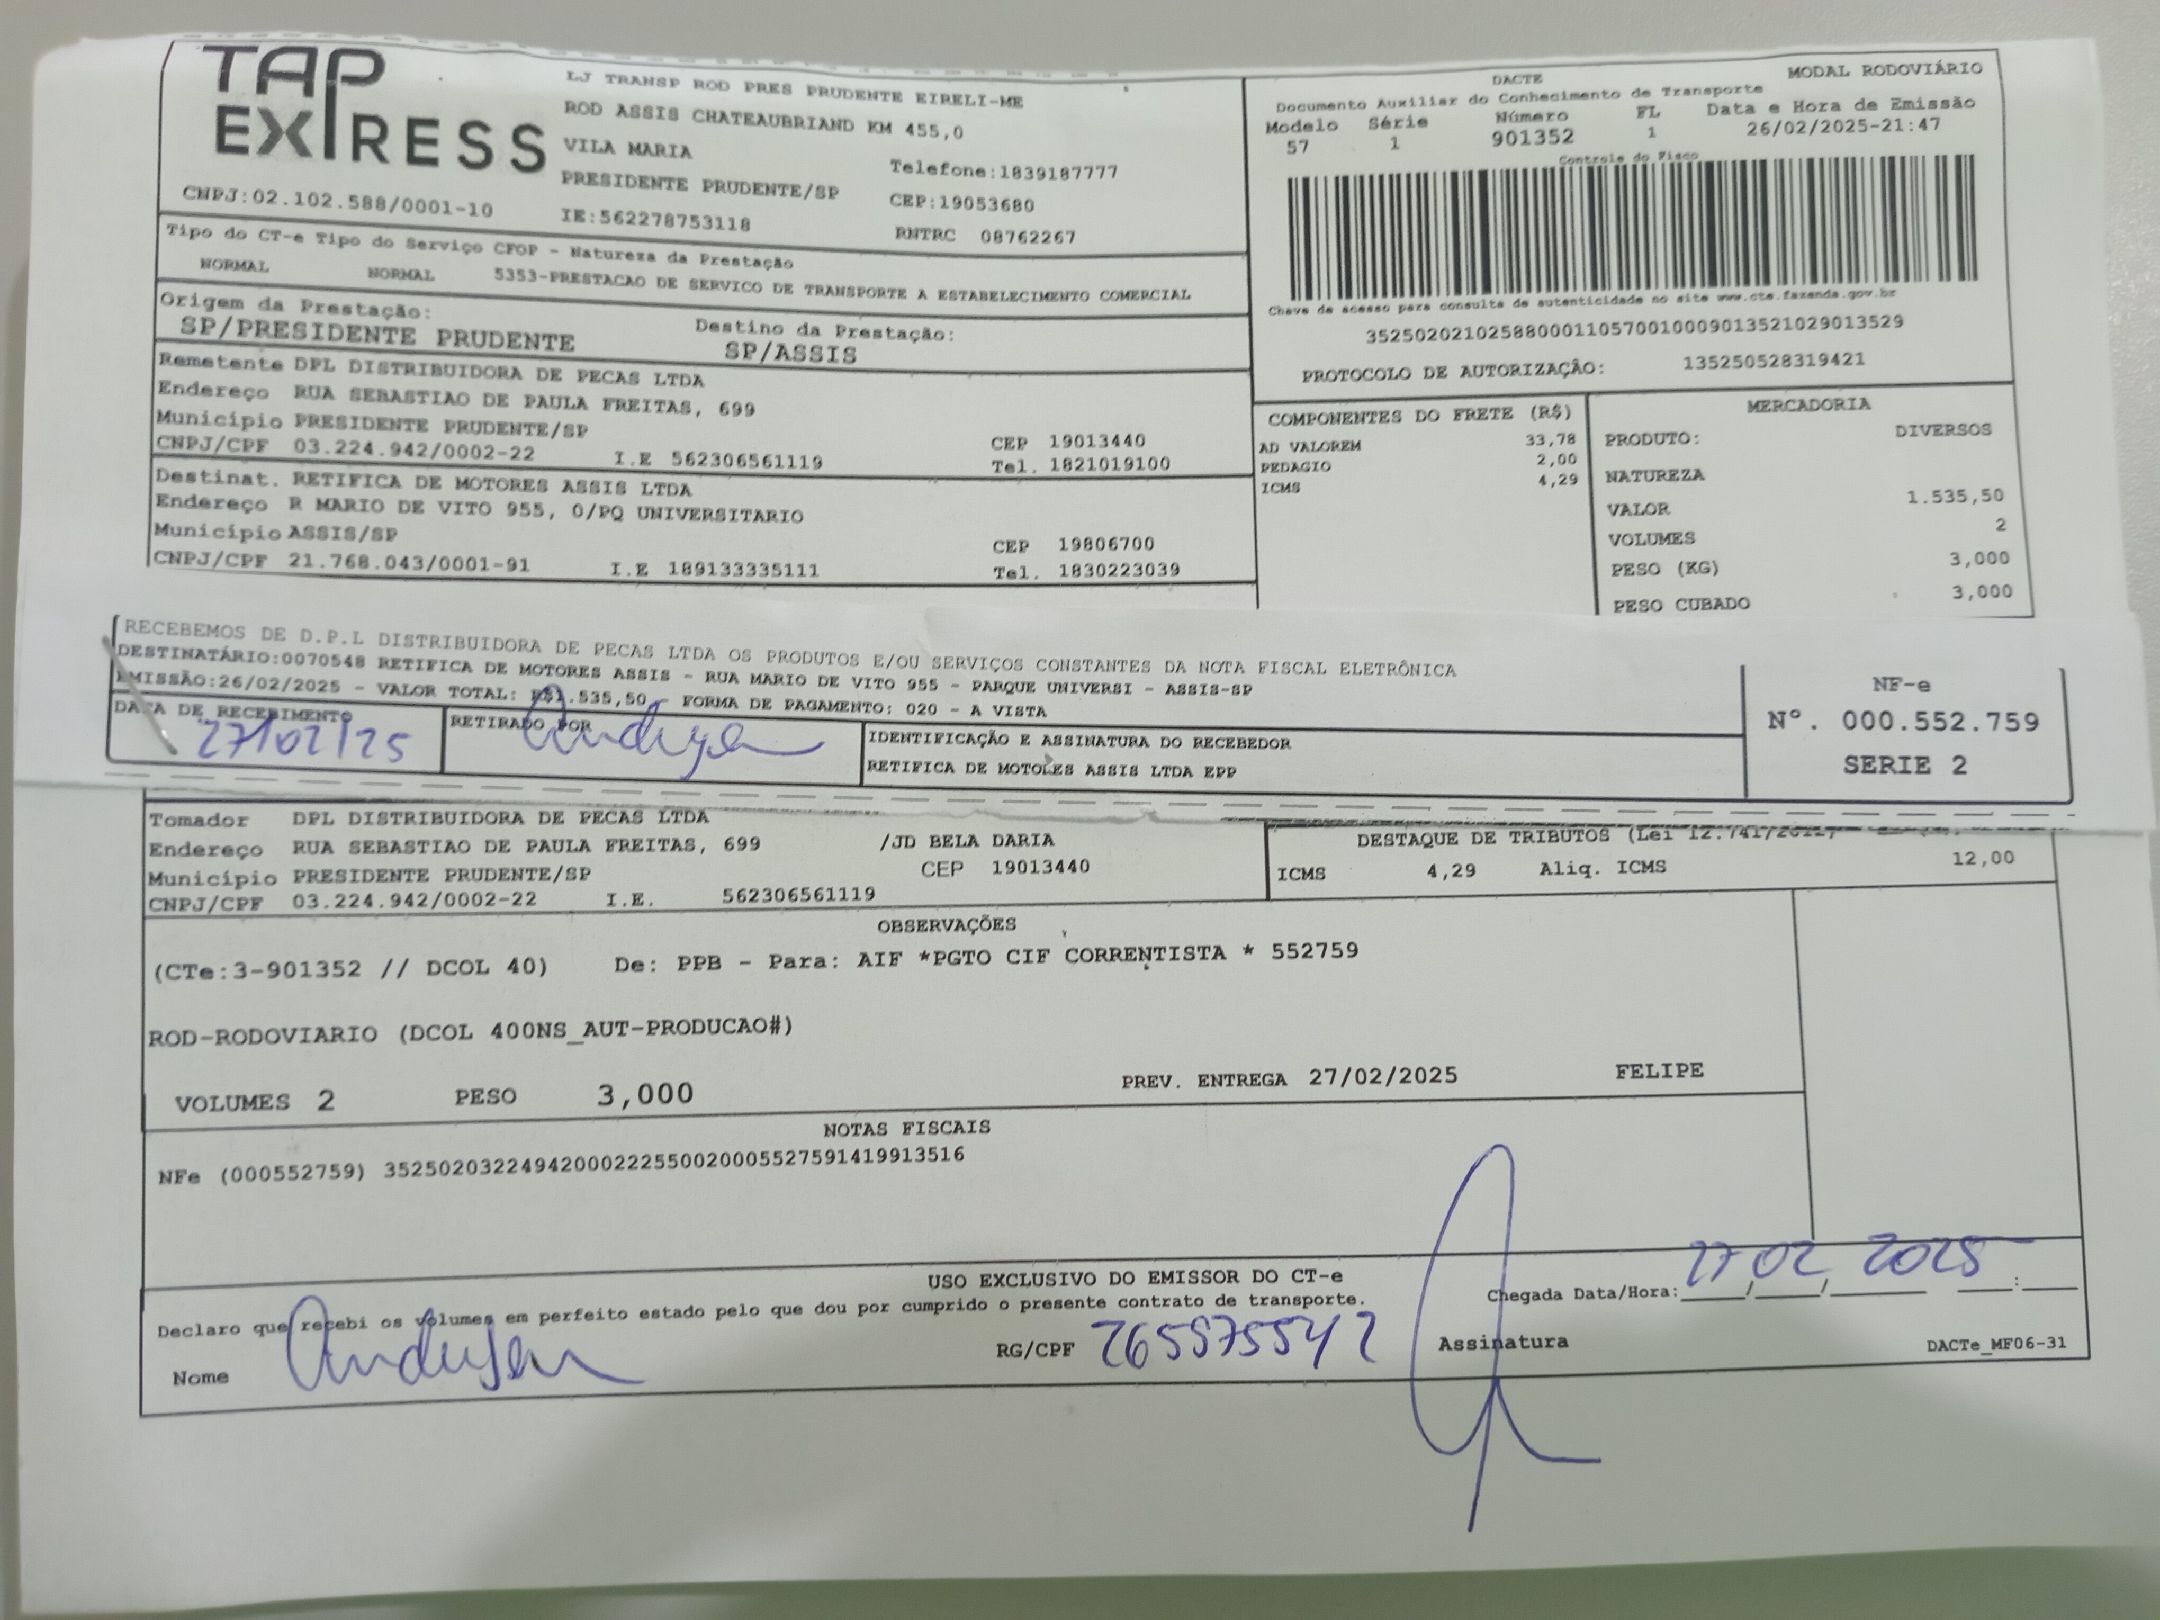 TAP
EXPRESS
CNPJ:02.102.588/0001-10
LJ TRANSP ROD PRES PRUDENTE EIRELI-ME
ROD ASSIS CHATEAUBRIAND KM 455,0
VILA MARIA
Telefone:1839187777
PRESIDENTE PRUDENTE/SP
CEP:19053680
IE:562278753118
RNTRC 08762267
DACTE
MODAL RODOVIÁRIO
Documento Auxiliar do Conhecimento de Transporte
Modelo Série Número FL Data e Hora de Emissão
57 1 901352 1 26/02/2025-21:47
Controle do Fisco
Chave de acesso para consulta de autenticidade no site www.cte.fazenda.gov.br
35250202102588000110570010009013521029013529
PROTOCOLO DE AUTORIZAÇÃO: 135250528319421
Tipo do CT-e Tipo do Serviço CFOP - Natureza da Prestação
NORMAL NORMAL 5353-PRESTACAO DE SERVICO DE TRANSPORTE A ESTABELECIMENTO COMERCIAL
Origem da Prestação: Destino da Prestação:
SP/PRESIDENTE PRUDENTE SP/ASSIS
Remetente DPL DISTRIBUIDORA DE PECAS LTDA
Endereço RUA SEBASTIAO DE PAULA FREITAS, 699
Município PRESIDENTE PRUDENTE/SP CEP 19013440
CNPJ/CPF 03.224.942/0002-22 I.E 562306561119 Tel. 1821019100
Destinat. RETIFICA DE MOTORES ASSIS LTDA
Endereço R MARIO DE VITO 955, 0/PQ UNIVERSITARIO
Município ASSIS/SP CEP 19806700
CNPJ/CPF 21.768.043/0001-91 I.E 189133335111 Tel. 1830223039
COMPONENTES DO FRETE (R$)
AD VALOREM 33,78
PEDAGIO 2,00
ICMS 4,29
MERCADORIA
PRODUTO: DIVERSOS
NATUREZA
VALOR 1.535,50
VOLUMES 2
PESO (KG) 3,000
PESO CUBADO 3,000
RECEBEMOS DE D.P.L DISTRIBUIDORA DE PECAS LTDA OS PRODUTOS E/OU SERVIÇOS CONSTANTES DA NOTA FISCAL ELETRÔNICA
DESTINATÁRIO:0070548 RETIFICA DE MOTORES ASSIS - RUA MARIO DE VITO 955 - PARQUE UNIVERSI - ASSIS-SP
EMISSÃO:26/02/2025 - VALOR TOTAL: R$1.535,50 - FORMA DE PAGAMENTO: 020 - A VISTA
DATA DE RECEBIMENTO
27/02/25
RETIRADO POR
IDENTIFICAÇÃO E ASSINATURA DO RECEBEDOR
RETIFICA DE MOTORES ASSIS LTDA EPP
NF-e
Nº. 000.552.759
SERIE 2
Tomador DPL DISTRIBUIDORA DE PECAS LTDA
Endereço RUA SEBASTIAO DE PAULA FREITAS, 699 /JD BELA DARIA
Município PRESIDENTE PRUDENTE/SP CEP 19013440
CNPJ/CPF 03.224.942/0002-22 I.E. 562306561119
DESTAQUE DE TRIBUTOS (Lei 12.741/2012)
ICMS 4,29 Aliq. ICMS 12,00
OBSERVAÇÕES
(CTe:3-901352 // DCOL 40) De: PPB - Para: AIF *PGTO CIF CORRENTISTA * 552759
ROD-RODOVIARIO (DCOL 400NS_AUT-PRODUCAO#)
VOLUMES 2 PESO 3,000 PREV. ENTREGA 27/02/2025 FELIPE
NOTAS FISCAIS
NFe (000552759) 35250203224942000222550020005527591419913516
USO EXCLUSIVO DO EMISSOR DO CT-e
Declaro que recebi os volumes em perfeito estado pelo que dou por cumprido o presente contrato de transporte.
Chegada Data/Hora: 27/02/2025 :
Nome Anderson RG/CPF 265575542 Assinatura
DACTe_MF06-31